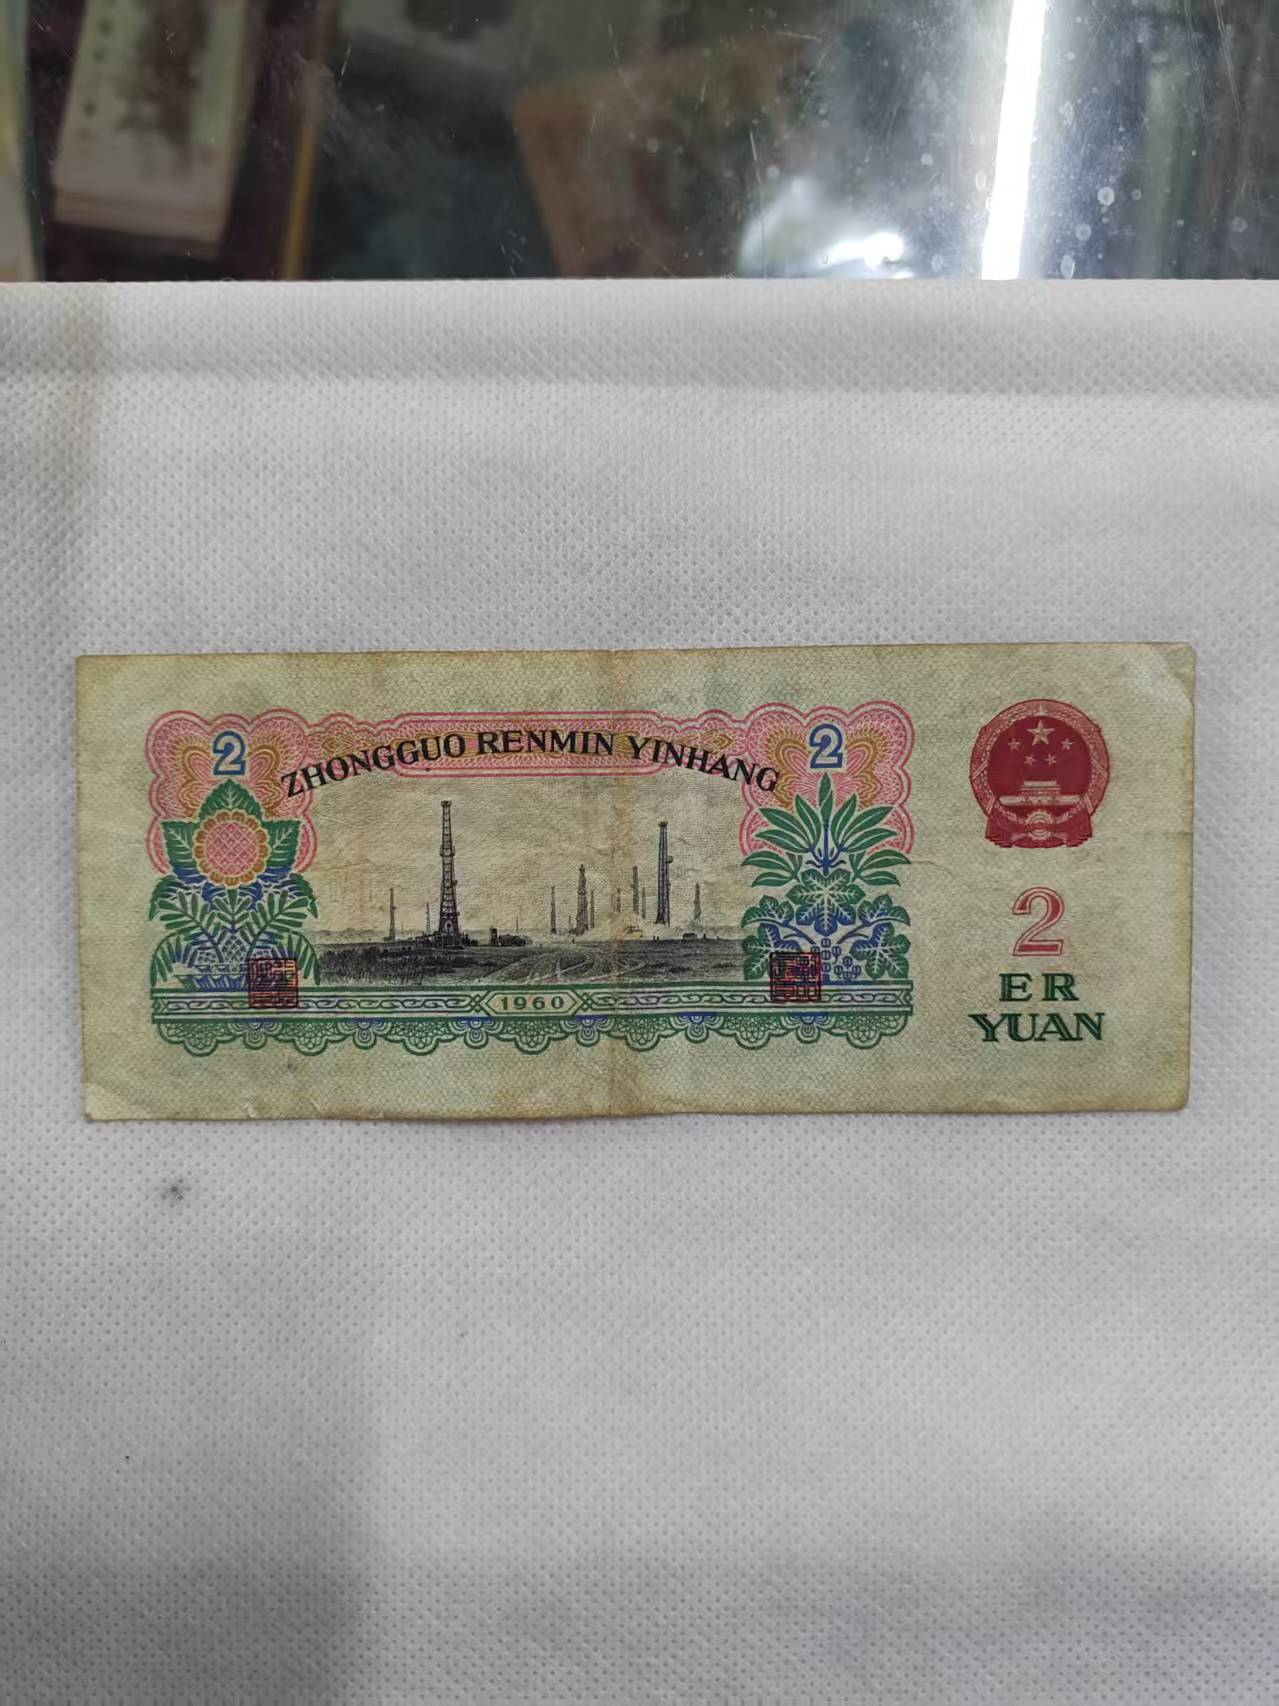 2 2
ZHONGGUO RENMIN YINHANG
1960
2
ER
YUAN